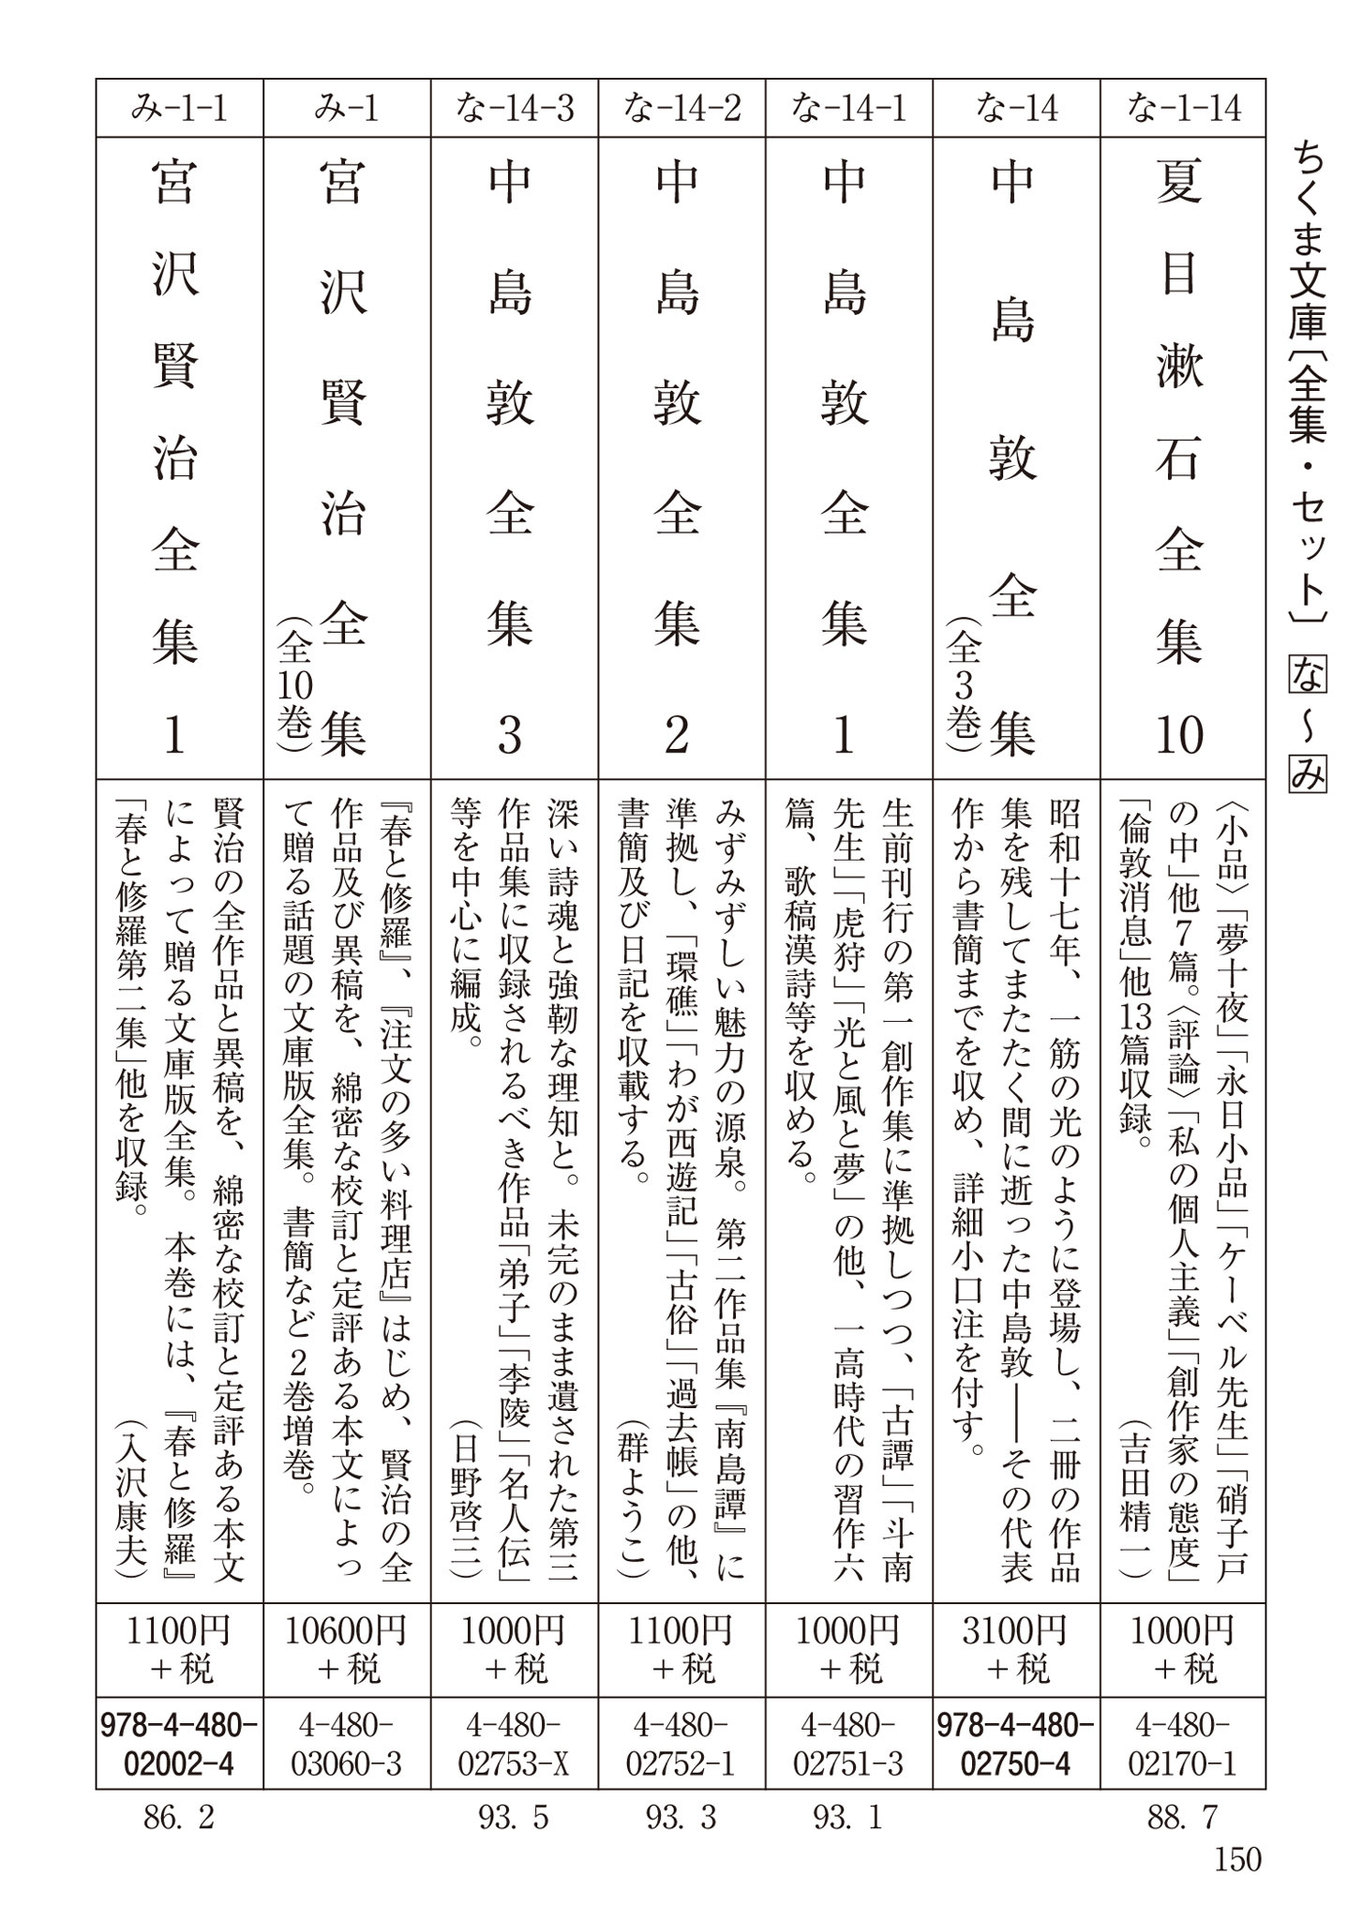 ちくま文庫〔全集・セット〕 な〜み
な-1-14
夏目漱石全集10
〈小品〉「夢十夜」「永日小品」「ケーベル先生」「硝子戸
の中」他7篇。〈評論〉「私の個人主義」「創作家の態度」
「倫敦消息」他13篇収録。
(吉田精一)
1000円
+税
4-480-
02170-1
88. 7
な-14
中島敦全集
(全3巻)
昭和十七年、一筋の光のように登場し、二冊の作品
集を残してまたたく間に逝った中島敦――その代表
作から書簡までを収め、詳細小口注を付す。
3100円
+税
978-4-480-
02750-4
な-14-1
中島敦全集1
生前刊行の第一創作集に準拠しつつ、「古譚」「斗南
先生」「虎狩」「光と風と夢」の他、一高時代の習作六
篇、歌稿漢詩等を収める。
1000円
+税
4-480-
02751-3
93. 1
な-14-2
中島敦全集2
みずみずしい魅力の源泉。第二作品集『南島譚』に
準拠し、「環礁」「わが西遊記」「古俗」「過去帳」の他、
書簡及び日記を収載する。
(群ようこ)
1100円
+税
4-480-
02752-1
93. 3
な-14-3
中島敦全集3
深い詩魂と強靭な理知と。未完のまま遺された第三
作品集に収録されるべき作品「弟子」「李陵」「名人伝」
等を中心に編成。
(日野啓三)
1000円
+税
4-480-
02753-X
93. 5
み-1
宮沢賢治全集
(全10巻)
『春と修羅』、『注文の多い料理店』はじめ、賢治の全
作品及び異稿を、綿密な校訂と定評ある本文によっ
て贈る話題の文庫版全集。書簡など2巻増巻。
10600円
+税
4-480-
03060-3
み-1-1
宮沢賢治全集1
賢治の全作品と異稿を、綿密な校訂と定評ある本文
によって贈る文庫版全集。本巻には、『春と修羅』
「春と修羅第二集」他を収録。
(入沢康夫)
1100円
+税
978-4-480-
02002-4
86. 2
150